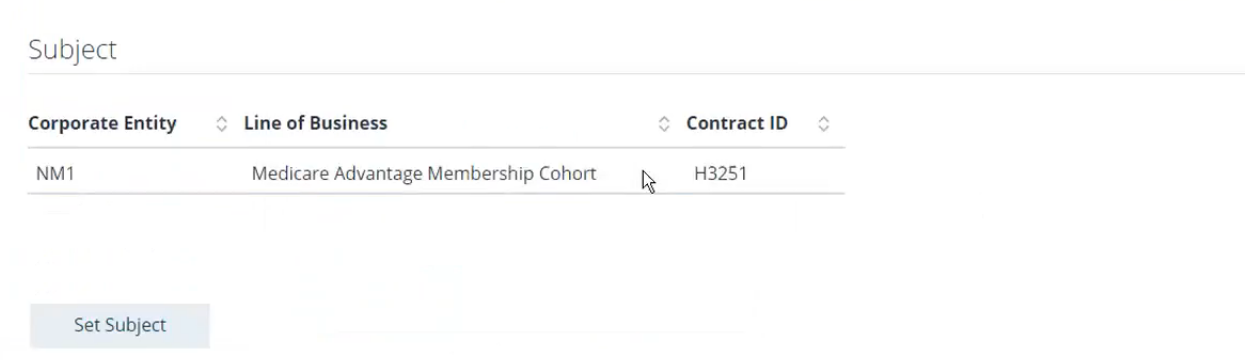 Subject
Corporate Entity Line of Business Contract ID
NM1 Medicare Advantage Membership Cohort H3251
Set Subject